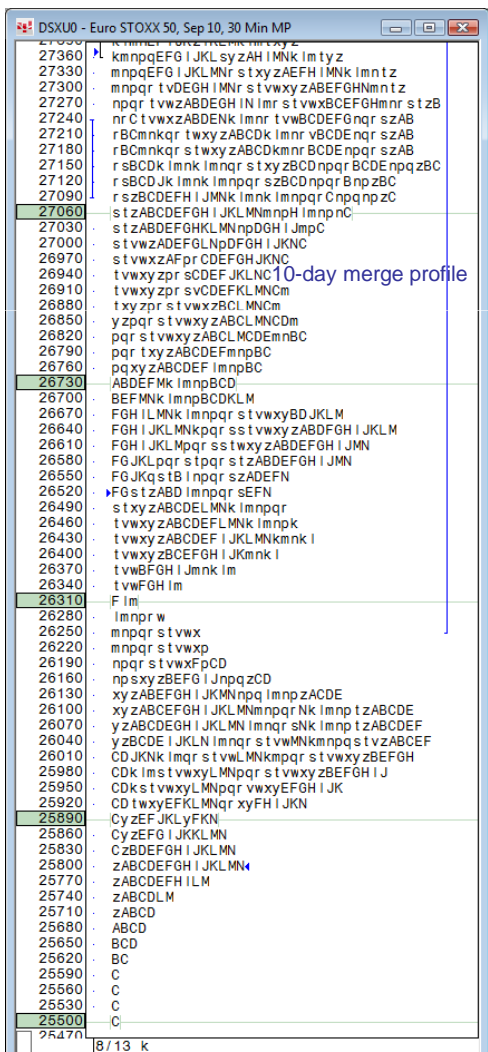 DSXU0 - Euro STOXX 50, Sep 10, 30 Min MP
27360 kmnpqEFGIJKLsyzAHIMNklmtyz
27330 mnpqEFGIJKLMNrstxyzAEFHIMNklmntz
27300 mnpqrtvDEGHIMNrstvwxyzABEFGHNmntz
27270 npqrtvwzABDEGHINlmrstvwxBCEFGHmnrstzB
27240 nrCtvwxzABDENklmnrtvwBCDEFGnqrszAB
27210 rBCmnkqrtwxyzABCDklmnrvBCDEnqrszAB
27180 rBCmnkqrstwxyzABCDkmnrBCDEnpqrszAB
27150 rsBCDklmnklmnqrstxyzBCDnpqrBCDEnpqzBC
27120 rsBCDJklmnklmnpqrszBCDnpqrBnpzBC
27090 rszBCDEFHIJMNklmnklmnpqrCnpqnpzC
27060 stzABCDEFGHIJKLMNmnpHlmnpnC
27030 stzABDEFGHKLMNnpDGHIJmpC
27000 stvwzADEFGLNpDFGHIJKNC
26970 stvwxzAFprCDEFGHJKNC
26940 tvwxyzprsCDEFJKLNC
10-day merge profile
26910 tvwxyzprsvCDEFKLMNCm
26880 txyzprstvwxzBCLMNCm
26850 yzpqrstvwxyzABCLMNCDm
26820 pqrstvwxyzABCLMCDEmnBC
26790 pqrtxyzABCDEFmnpBC
26760 pqxyzABCDEFlmnpBC
26730 ABDEFMklmnpBCD
26700 BEFMNklmnpBCDKLM
26670 FGHILMNklmnpqrstvwxyBDJKLM
26640 FGHIJKLMNkpqrsstvwxyzABDFGHIJKLM
26610 FGHIJKLMpqrsstwxyzABDEFGHIJMN
26580 FGJKLpqrstpqrstzABDEFGHIJMN
26550 FGJKqstBlnpqrszADEFN
26520 FGstzABDlmnpqrsEFN
26490 stxyzABCDELMNklmnpqr
26460 tvwxyzABCDEFLMNklmnpk
26430 tvwxyzABCDEFIJKLMNkmnkl
26400 tvwxyzBCEFGHIJKmnkl
26370 tvwBFGHIJmnklm
26340 tvwFGHlm
26310 Flm
26280 lmnprw
26250 mnpqrstvwx
26220 mnpqrstvwxp
26190 npqrstvwxFpCD
26160 npsxyzBEFGIJnpqzCD
26130 xyzABEFGHIJKMNnpqlmnpzACDE
26100 xyzABCEFGHIJKLMNmnpqrNklmnptzABCDE
26070 yzABCDEGHIJKLMNlmnqrsNklmnptzABCDEF
26040 yzBCDEIJKLNlmnqrstvwMNkmnpqstvzABCEF
26010 CDJKNklmqrstvwLMNkmpqrstvwxyzBEFGH
25980 CDklmstvwxyLMNpqrstvwxyzBEFGHIJ
25950 CDkstvwxyLMNpqrvwxyEFGHIJK
25920 CDtwxyEFKLMNqrxyFHIJKN
25890 CyzEFJKLyFKN
25860 CyzEFGIJKKLMN
25830 CzBDEFGHIJKLMN
25800 zABCDEFGHIJKLMN
25770 zABCDEFHILM
25740 zABCDLM
25710 zABCD
25680 ABCD
25650 BCD
25620 BC
25590 C
25560 C
25530 C
25500 C
25470
8/13 k